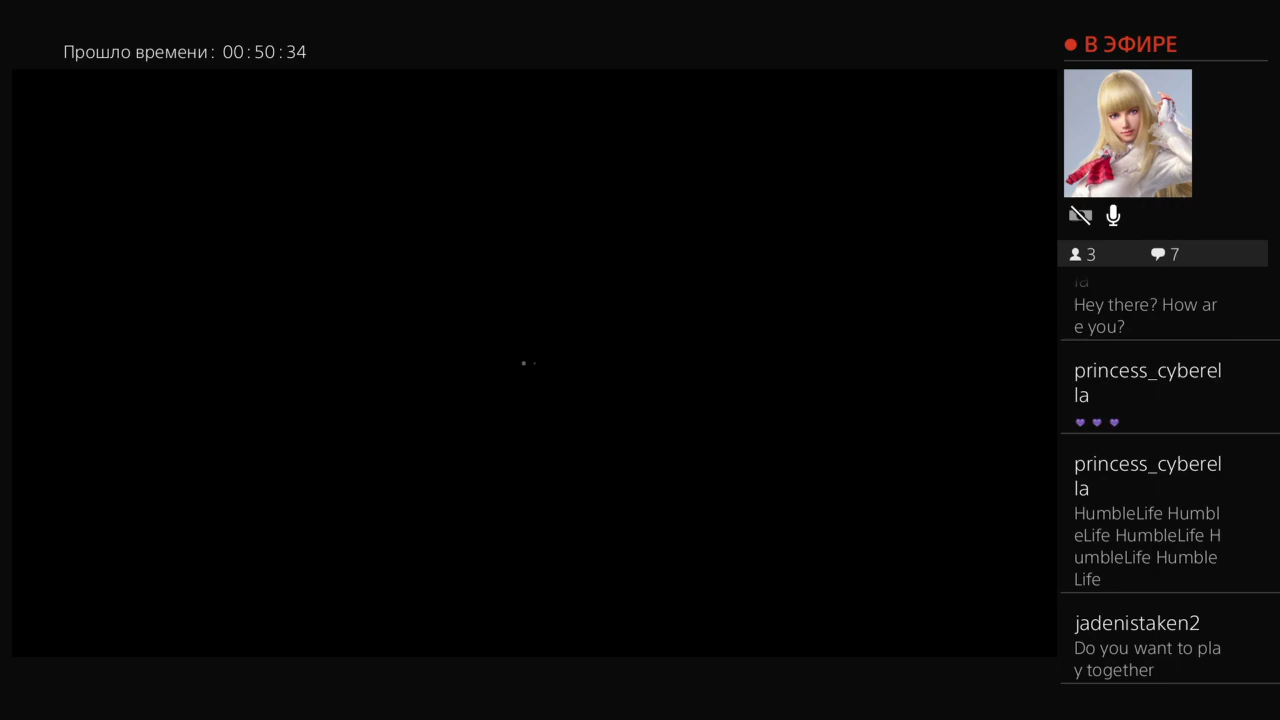 Прошло времени: 00:50:34
В ЭФИРЕ
3 7
la
Hey there? How ar
e you?
princess_cyberel
la
princess_cyberel
la
HumbleLife Humbl
eLife HumbleLife H
umbleLife Humble
Life
jadenistaken2
Do you want to pla
y together